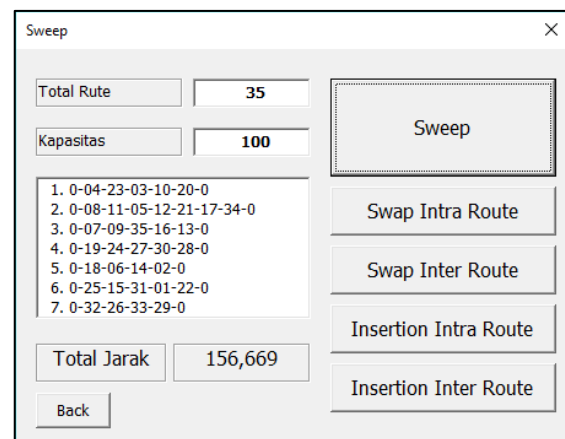 Sweep
Total Rute 35
Kapasitas 100
1. 0-04-23-03-10-20-0
2. 0-08-11-05-12-21-17-34-0
3. 0-07-09-35-16-13-0
4. 0-19-24-27-30-28-0
5. 0-18-06-14-02-0
6. 0-25-15-31-01-22-0
7. 0-32-26-33-29-0
Total Jarak 156,669
Back
Sweep
Swap Intra Route
Swap Inter Route
Insertion Intra Route
Insertion Inter Route